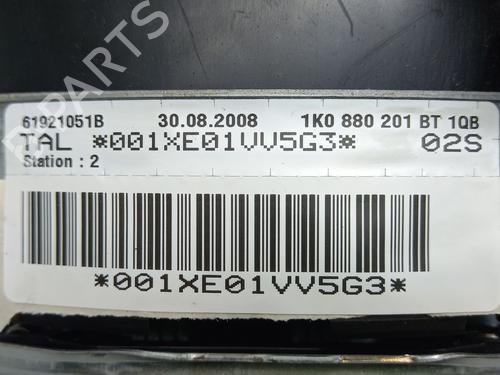 61921051B 30.08.2008 1K0 880 201 BT 1QB
TAL *001XE01VV5G3* 02S
Station : 2
*001XE01VV5G3*
B-PARTS